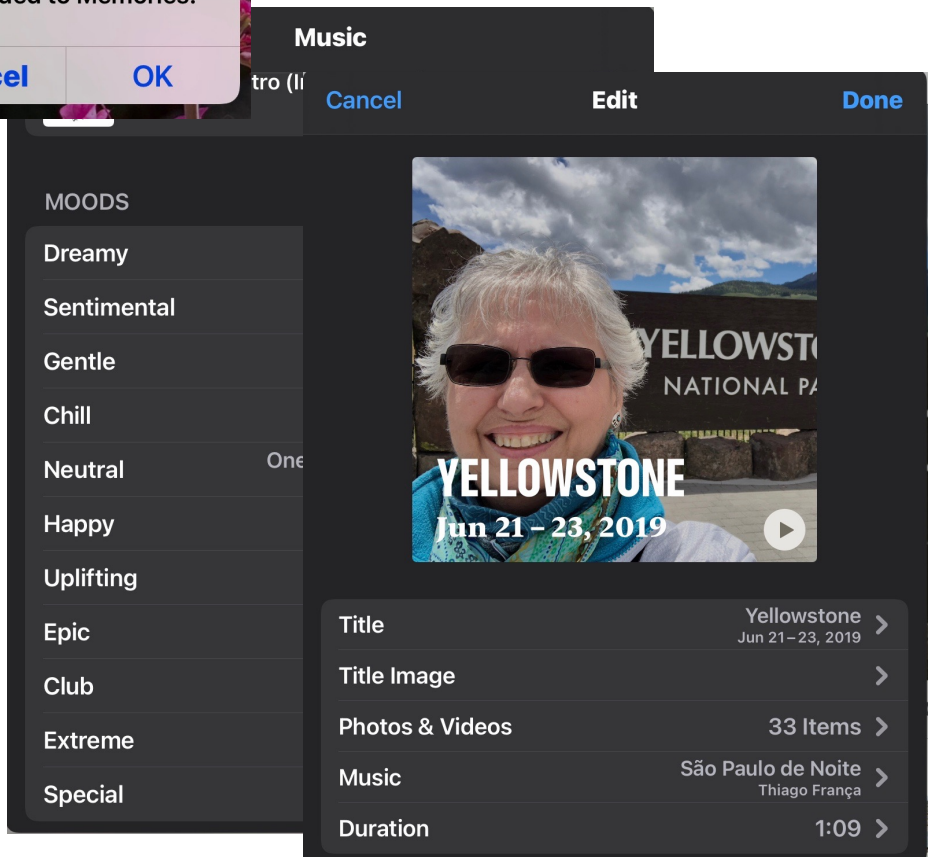 to Memories?
OK
Music
Cancel
Edit
Done
MOODS
Dreamy
Sentimental
Gentle
Chill
Neutral
One
Happy
Uplifting
Epic
Club
Extreme
Special
YELLOWST
NATIONAL PA
YELLOWSTONE
Jun 21 – 23, 2019
Title
Yellowstone
Jun 21–23, 2019
Title Image
Photos & Videos
33 Items
Music
São Paulo de Noite
Thiago França
Duration
1:09